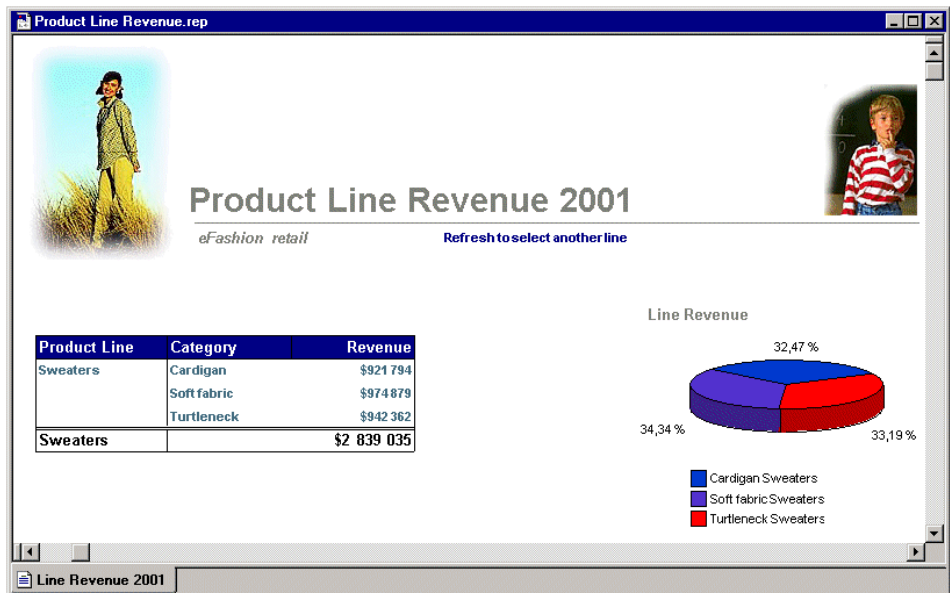 Product Line Revenue.rep
Product Line Revenue 2001
eFashion retail
Refresh to select another line
Product Line Category Revenue
Sweaters Cardigan $921 794
Soft fabric $974 879
Turtleneck $942 362
Sweaters $2 839 035
Line Revenue
32,47 %
34,34 %
33,19 %
Cardigan Sweaters
Soft fabric Sweaters
Turtleneck Sweaters
Line Revenue 2001